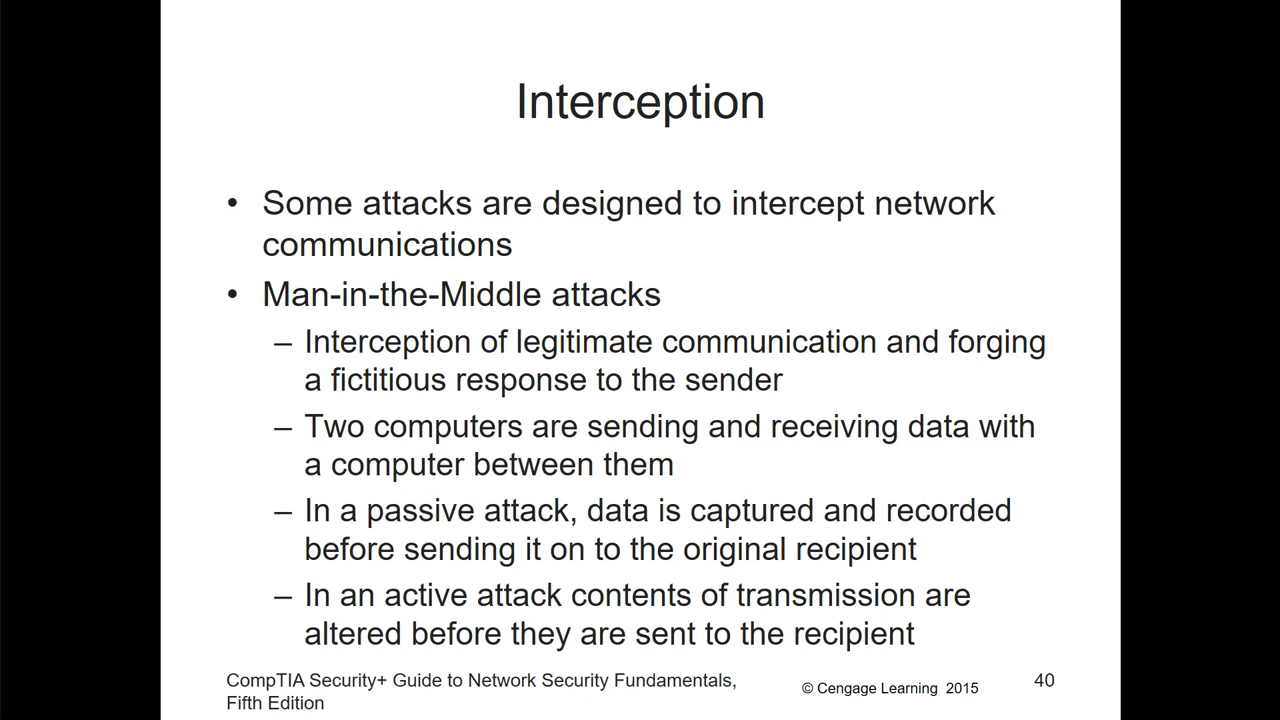 Interception
• Some attacks are designed to intercept network
communications
• Man-in-the-Middle attacks
– Interception of legitimate communication and forging
a fictitious response to the sender
– Two computers are sending and receiving data with
a computer between them
– In a passive attack, data is captured and recorded
before sending it on to the original recipient
– In an active attack contents of transmission are
altered before they are sent to the recipient
CompTIA Security+ Guide to Network Security Fundamentals,
Fifth Edition
© Cengage Learning 2015
40